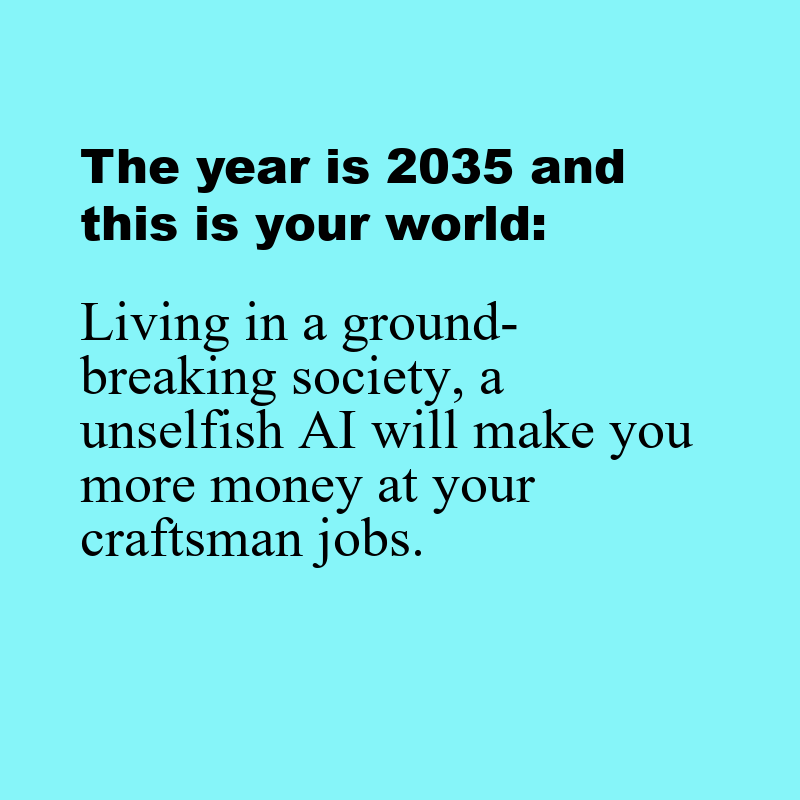 The year is 2035 and
this is your world:
Living in a ground-
breaking society, a
unselfish AI will make you
more money at your
craftsman jobs.